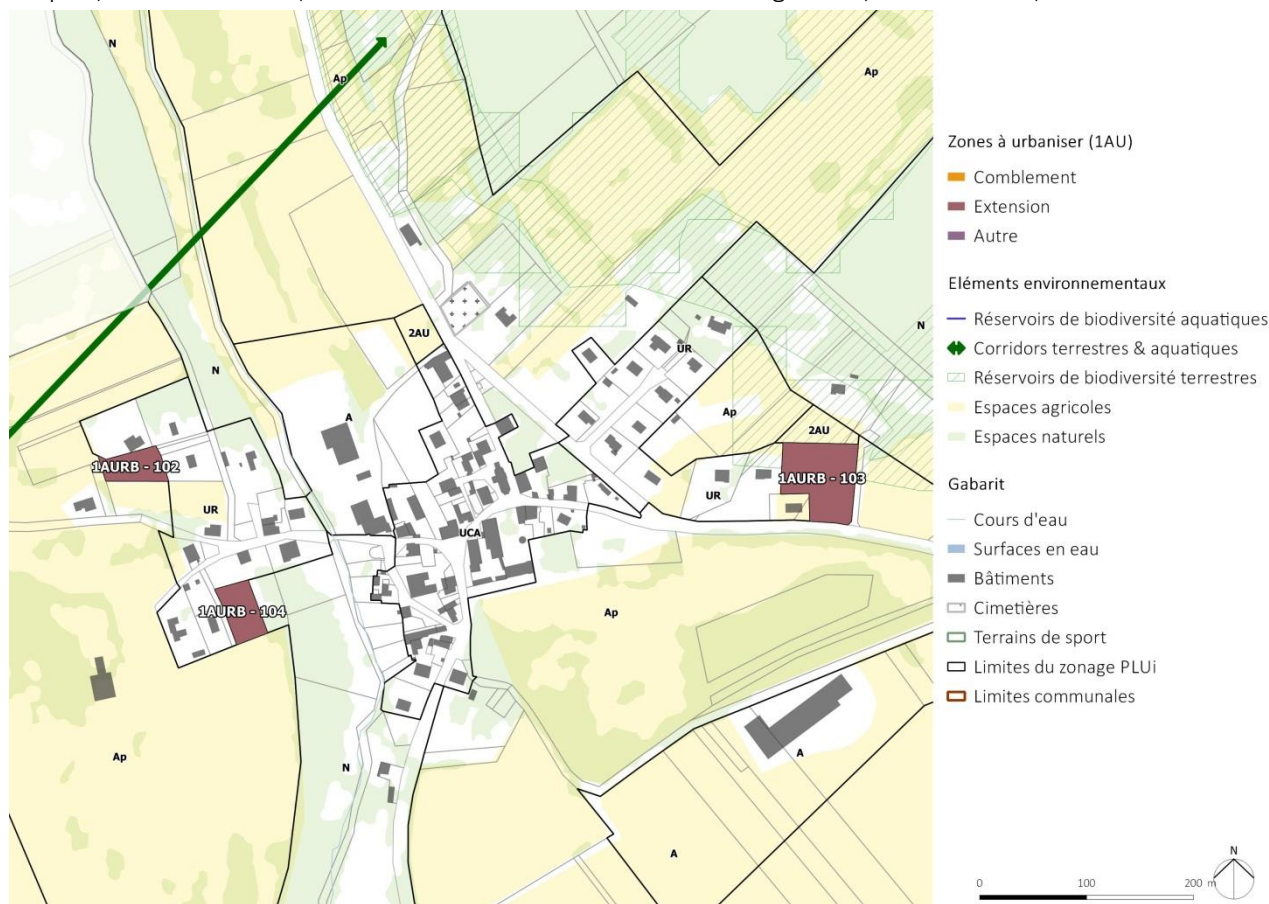 N
Ap
Ap
N
2AU
N
UR
A
Ap
2AU
1AURB - 102
1AURB - 103
UR
UR
UCA
1AURB - 104
Ap
Ap
N
A
A
Zones à urbaniser (1AU)
Comblement
Extension
Autre
Eléments environnementaux
Réservoirs de biodiversité aquatiques
Corridors terrestres & aquatiques
Réservoirs de biodiversité terrestres
Espaces agricoles
Espaces naturels
Gabarit
Cours d'eau
Surfaces en eau
Bâtiments
Cimetières
Terrains de sport
Limites du zonage PLUi
Limites communales
N
0 100 200 m